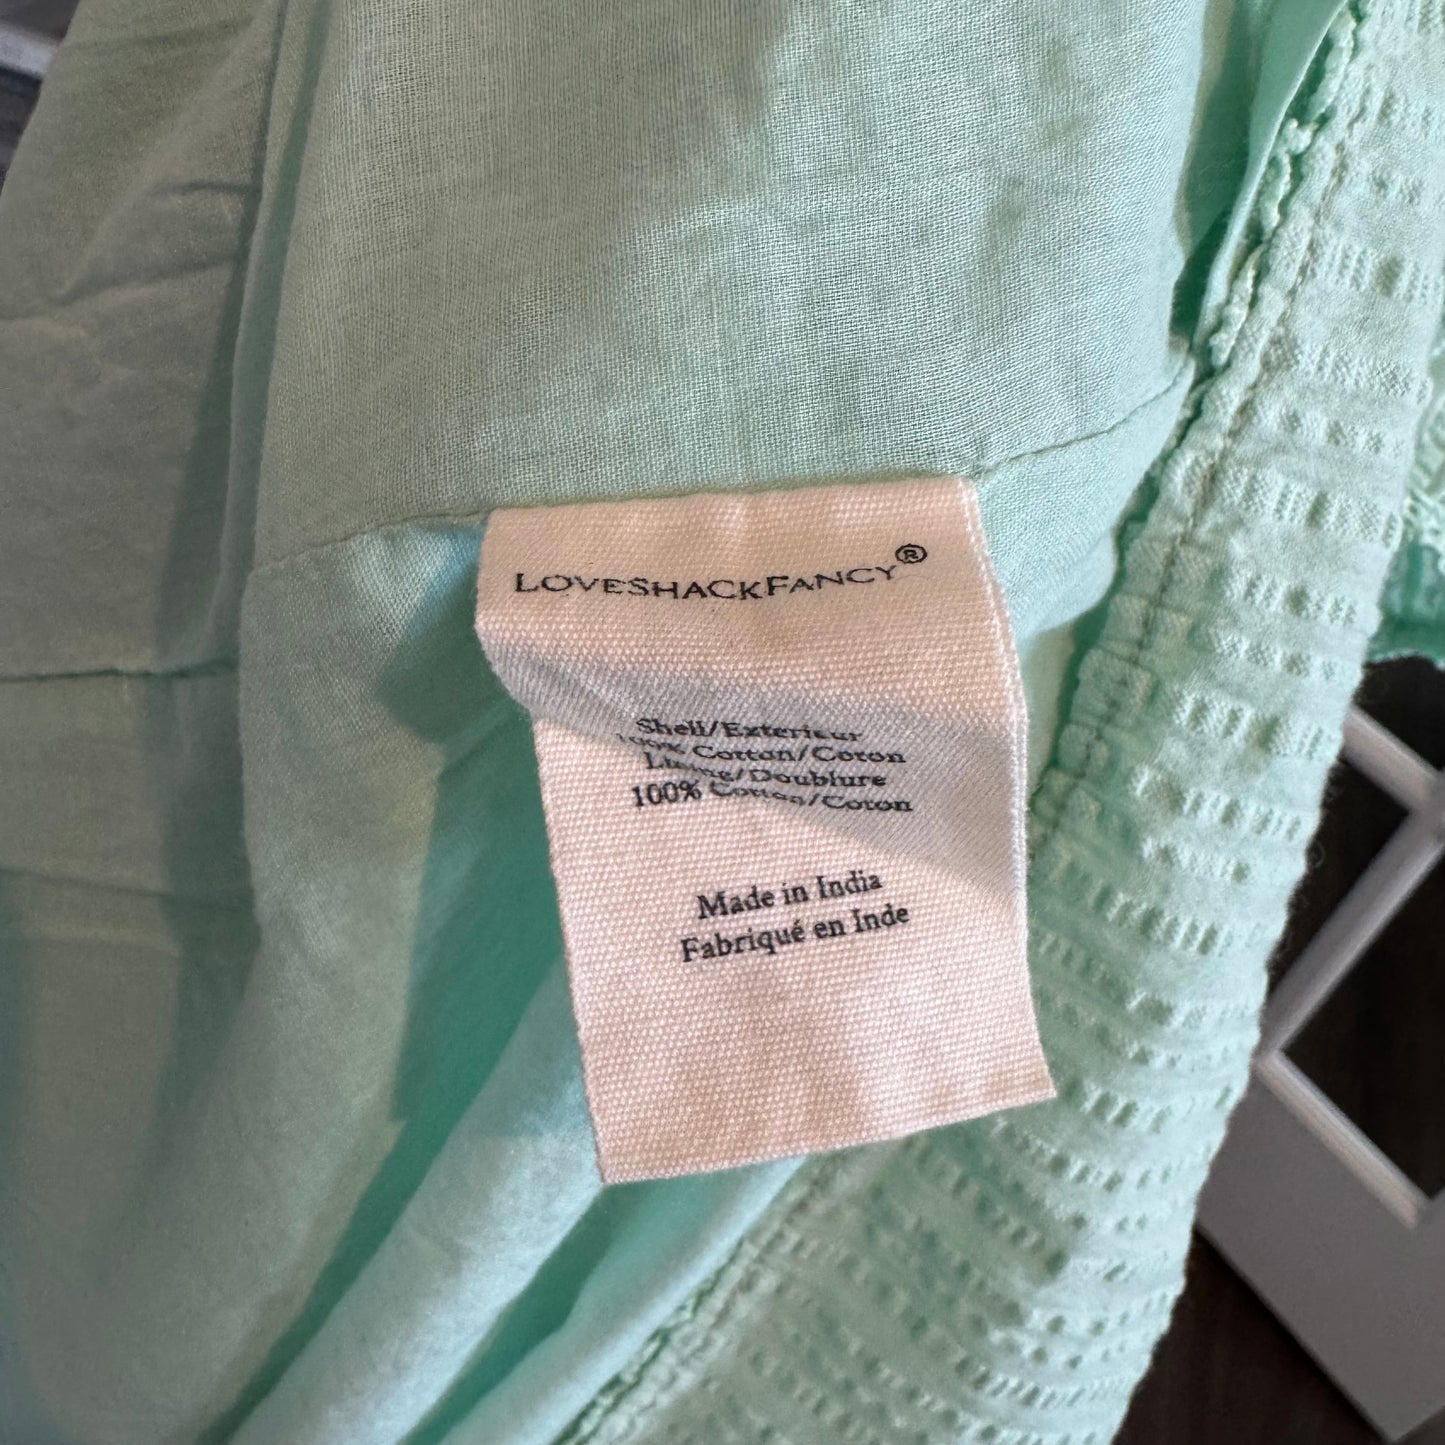 LOVESHACKFANCY®
Shell/Exterieur
100% Cotton/Coton
Lining/Doublure
100% Cotton/Coton
Made in India
Fabriqué en Inde